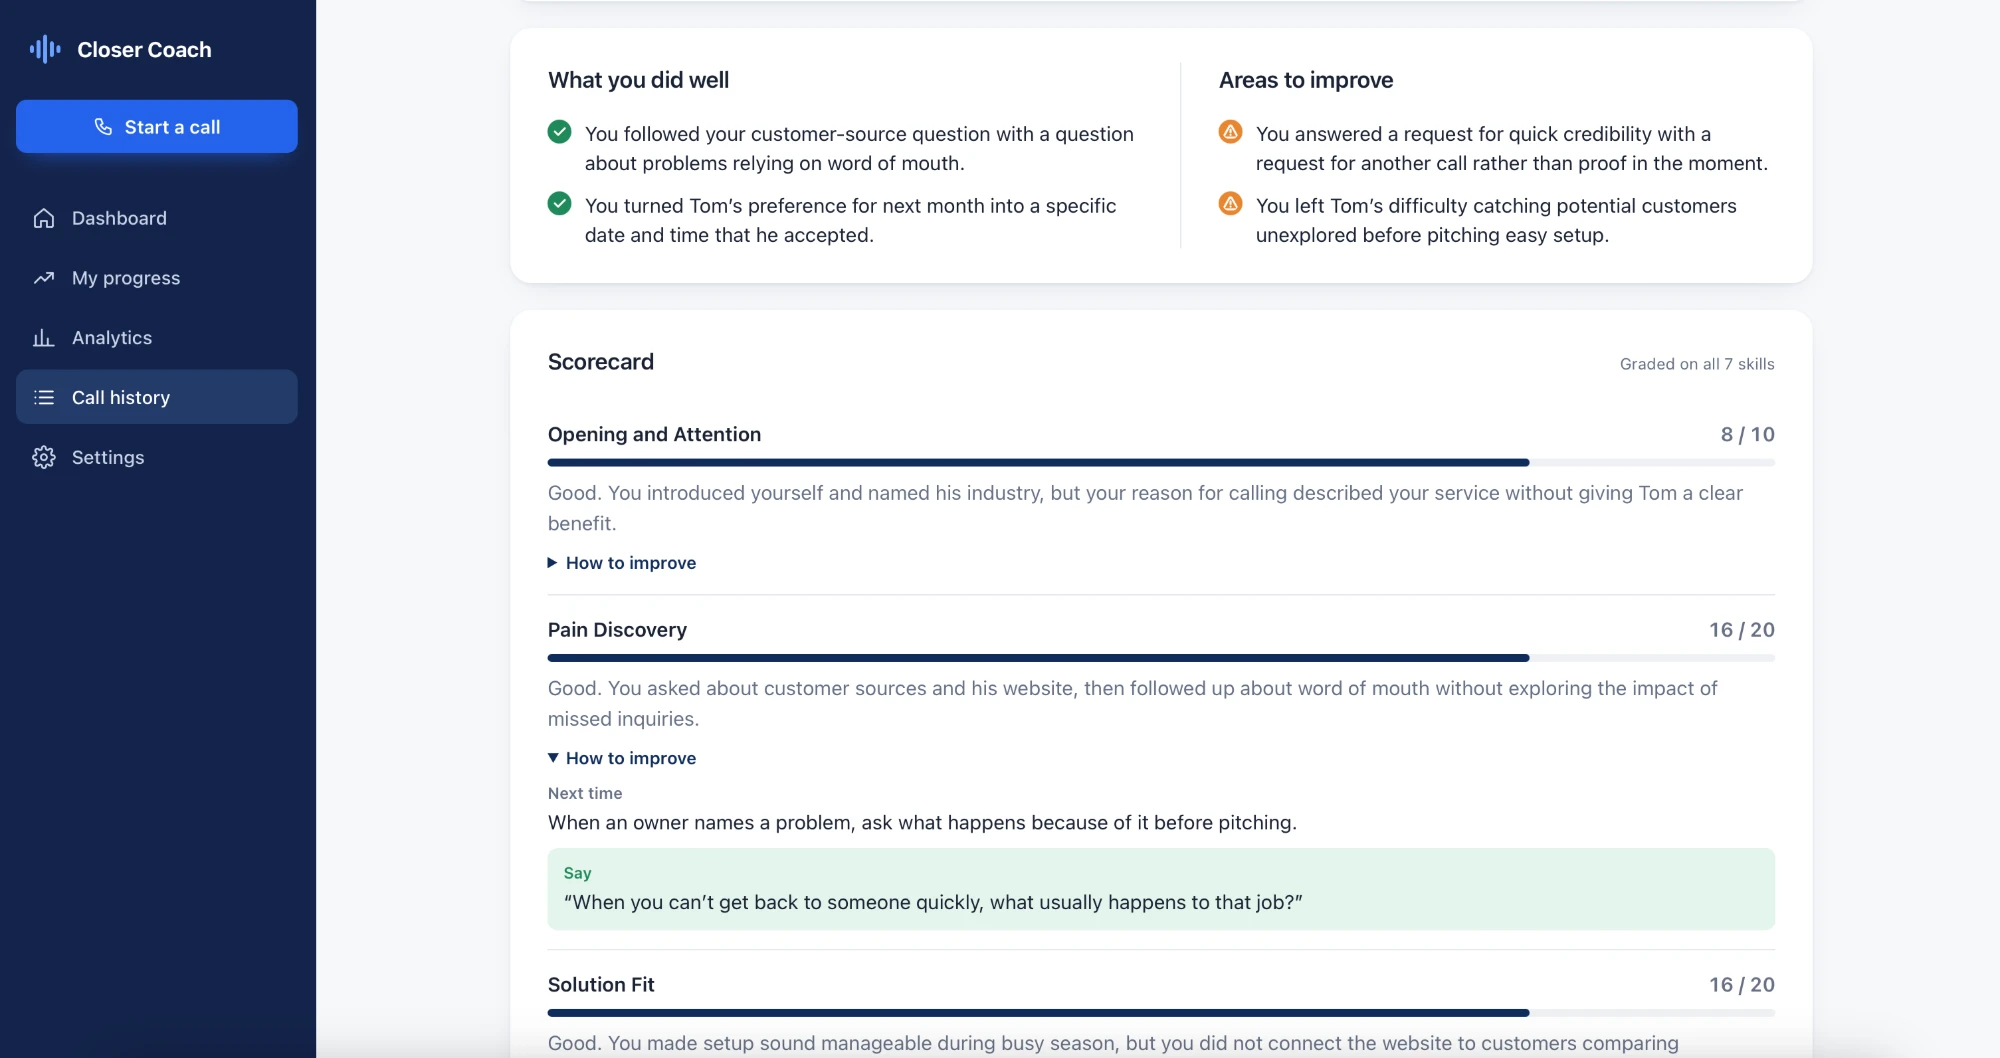 Closer Coach
Start a call
Dashboard
My progress
Analytics
Call history
Settings
What you did well
You followed your customer-source question with a question
about problems relying on word of mouth.
You turned Tom’s preference for next month into a specific
date and time that he accepted.
Areas to improve
You answered a request for quick credibility with a
request for another call rather than proof in the moment.
You left Tom’s difficulty catching potential customers
unexplored before pitching easy setup.
Scorecard
Graded on all 7 skills
Opening and Attention
8 / 10
Good. You introduced yourself and named his industry, but your reason for calling described your service without giving Tom a clear
benefit.
How to improve
Pain Discovery
16 / 20
Good. You asked about customer sources and his website, then followed up about word of mouth without exploring the impact of
missed inquiries.
How to improve
Next time
When an owner names a problem, ask what happens because of it before pitching.
Say
“When you can’t get back to someone quickly, what usually happens to that job?”
Solution Fit
16 / 20
Good. You made setup sound manageable during busy season, but you did not connect the website to customers comparing